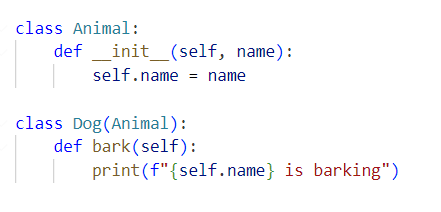 class Animal:
    def __init__(self, name):
        self.name = name

class Dog(Animal):
    def bark(self):
        print(f"{self.name} is barking")